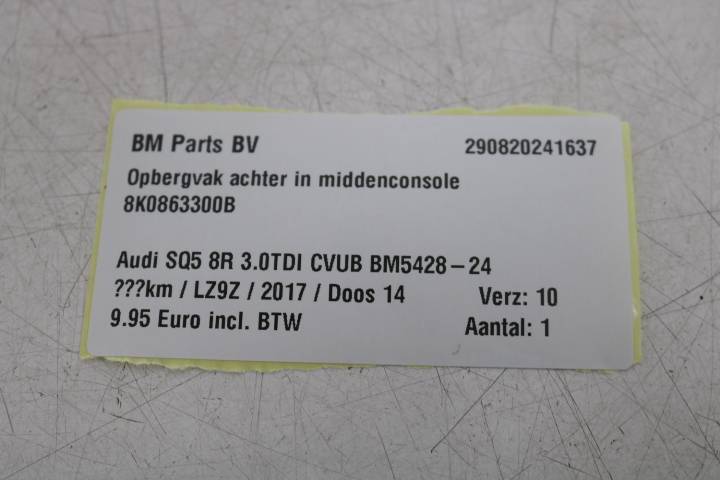 BM Parts BV 290820241637
Opbergvak achter in middenconsole
8K0863300B
Audi SQ5 8R 3.0TDI CVUB BM5428-24
???km / LZ9Z / 2017 / Doos 14 Verz: 10
9.95 Euro incl. BTW Aantal: 1